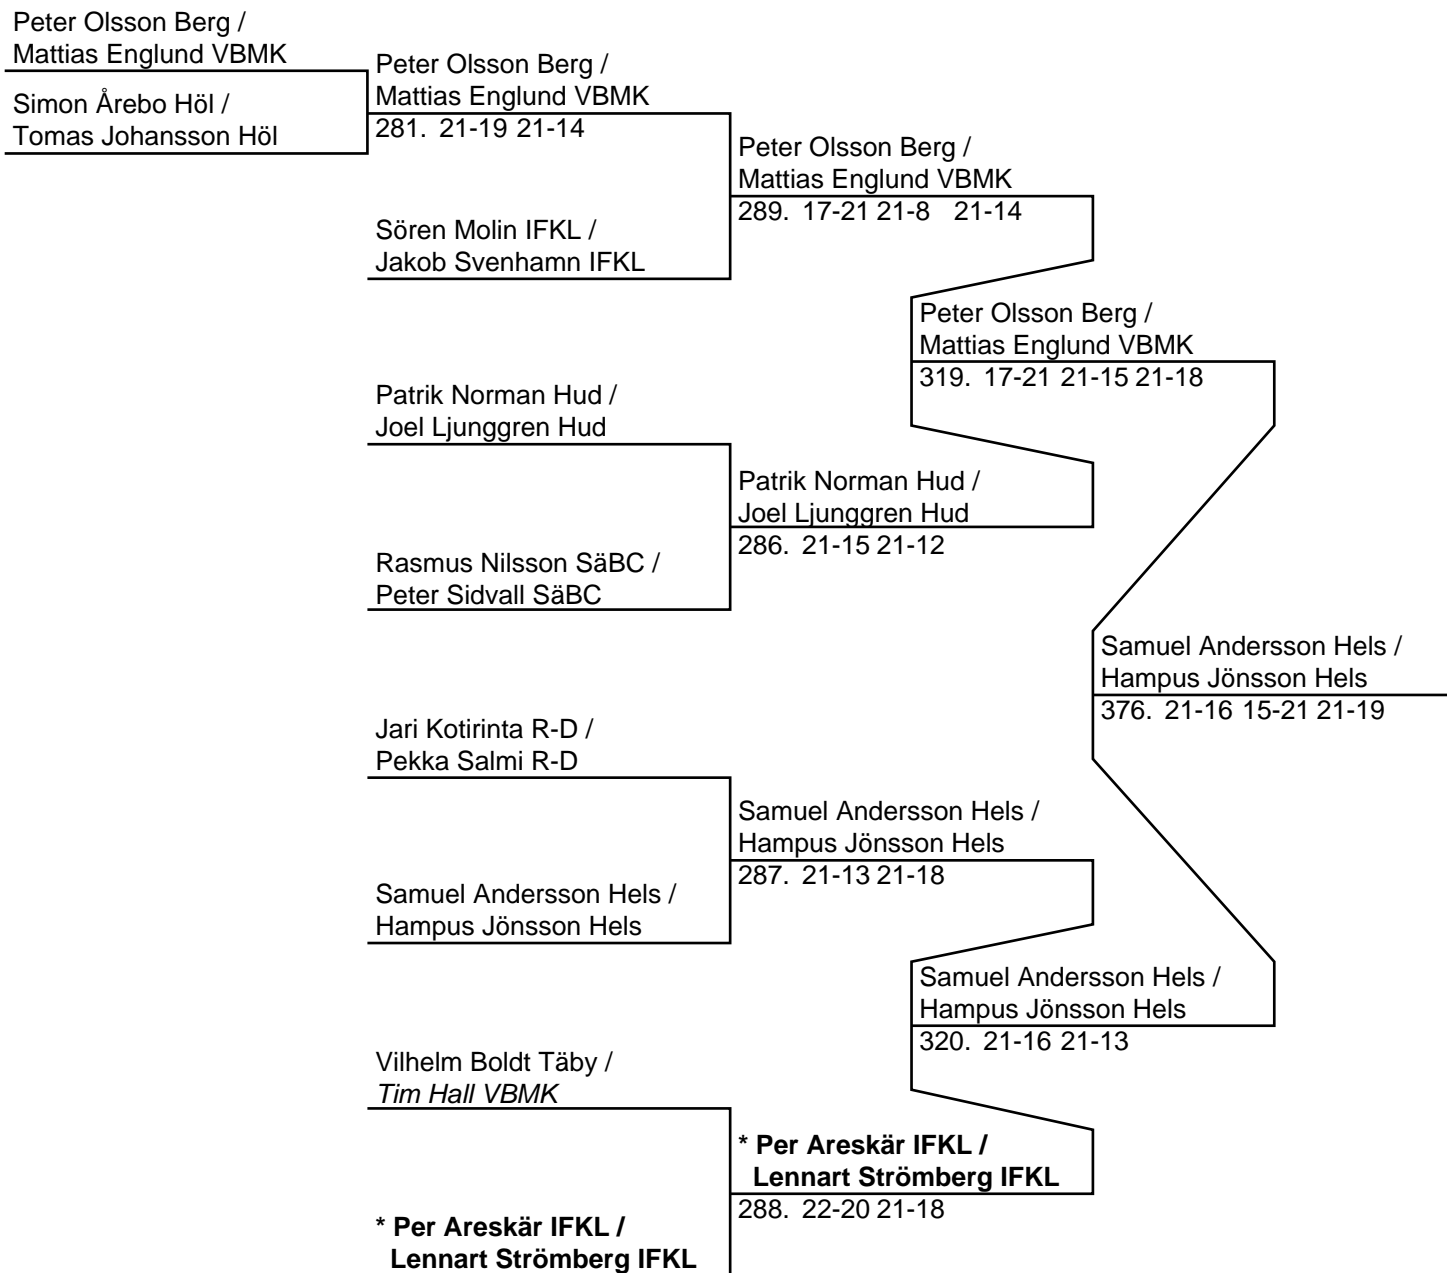 Peter Olsson Berg /
Mattias Englund VBMK
Simon Årebo Höl /
Tomas Johansson Höl
Peter Olsson Berg /
Mattias Englund VBMK
281. 21-19 21-14
Sören Molin IFKL /
Jakob Svenhamn IFKL
Patrik Norman Hud /
Joel Ljunggren Hud
Rasmus Nilsson SäBC /
Peter Sidvall SäBC
Jari Kotirinta R-D /
Pekka Salmi R-D
Samuel Andersson Hels /
Hampus Jönsson Hels
Vilhelm Boldt Täby /
Tim Hall VBMK
* Per Areskär IFKL /
Lennart Strömberg IFKL
Peter Olsson Berg /
Mattias Englund VBMK
289. 17-21 21-8 21-14
Patrik Norman Hud /
Joel Ljunggren Hud
286. 21-15 21-12
Samuel Andersson Hels /
Hampus Jönsson Hels
287. 21-13 21-18
* Per Areskär IFKL /
Lennart Strömberg IFKL
288. 22-20 21-18
Peter Olsson Berg /
Mattias Englund VBMK
319. 17-21 21-15 21-18
Samuel Andersson Hels /
Hampus Jönsson Hels
320. 21-16 21-13
Samuel Andersson Hels /
Hampus Jönsson Hels
376. 21-16 15-21 21-19